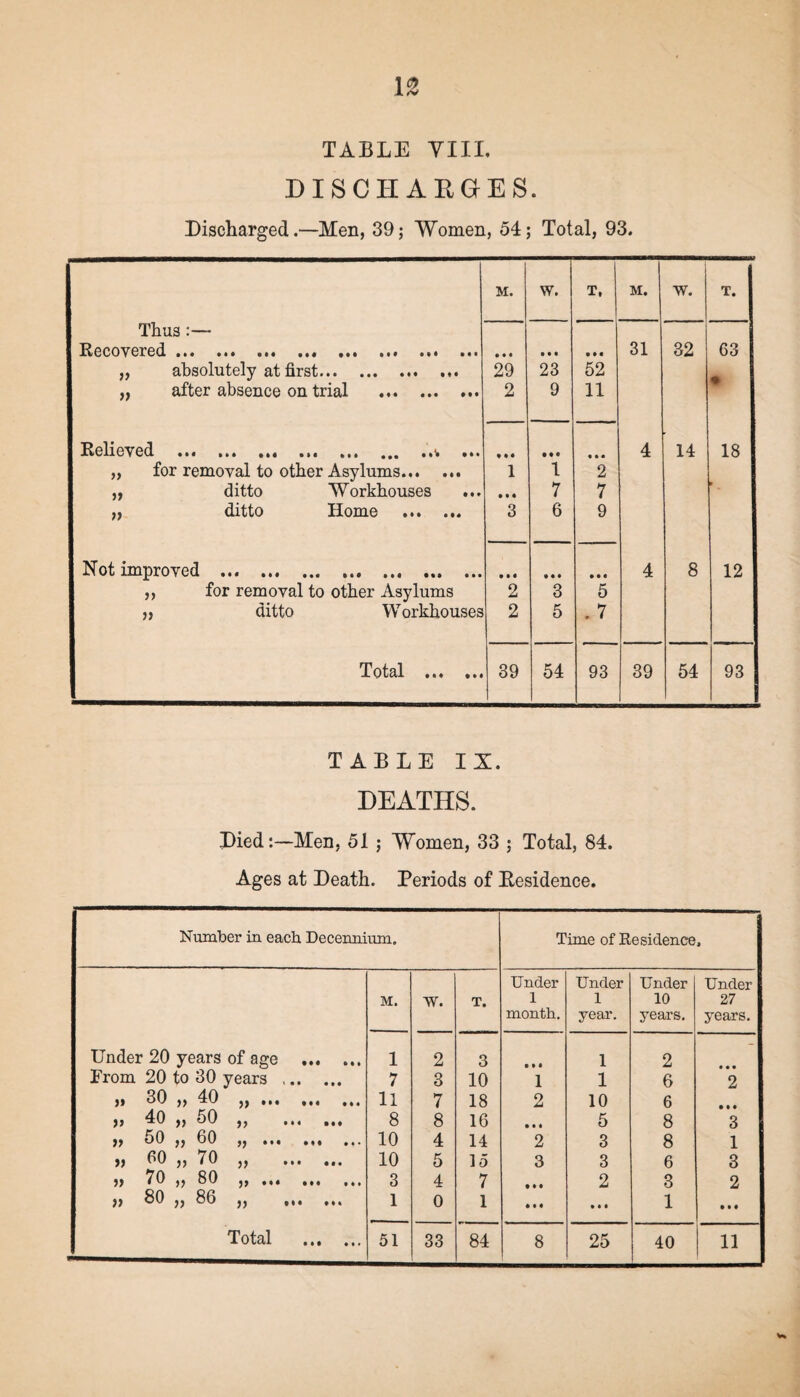 12
TABLE VIII.
DISCHARGES.
Discharged.—Men, 39; Women, 54; Total, 93.
M. W. T. M. W. T.
Thus :—
Recovered ... ... ... ... ... ... ... ... ... ... ... 31 32 63
„ absolutely at first... ... ... ... ... 29 23 52
„ after absence on trial ... ... ... 2 9 11
Relieved ... ... ... ... ... ... ... ... ... ... ... 4 14 18
„ for removal to other Asylums... ... ... 1 1 2
„ ditto Workhouses ... ... 7 7
„ ditto Home ... ... 3 6 9
Not improved ... ... ... ... ... ... ... ... ... ... 4 8 12
„ for removal to other Asylums 2 3 5
„ ditto Workhouses 2 5 7
Total ... ... 39 54 93 39 54 93
TABLE IX.
DEATHS.
Died:—Men, 51 ; Women, 33 ; Total, 84.
Ages at Death. Periods of Residence.
Number in each Decennium. Time of Residence.
M. W. T. Under 1 month. Under 1 year. Under 10 years. Under 27 years.
Under 20 years of age ... ... 1 2 3 ... 1 2 ...
From 20 to 30 years ... ... 7 3 10 1 1 6 2
„ 30 „ 40 „ ... ... ... 11 7 18 2 10 6 ...
„ 40 „ 50 „ ... ... 8 8 16 ... 5 8 3
„ 50 „ 60 „ ... ... ... 10 4 14 2 3 8 1
„ 60 „ 70 „ ... ... 10 5 15 3 3 6 3
„ 70 „ 80 „ ... ... ... 3 4 7 ... 2 3 2
„ 80 „ 86 „ ... ... 1 0 1 ... ... 1 ...
Total ... ... 51 33 84 8 25 40 11